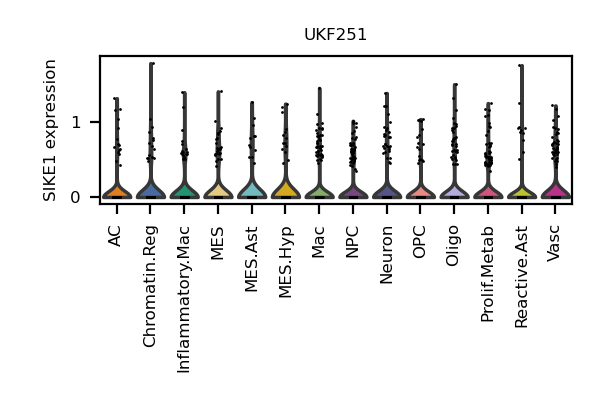 UKF251
SIKE1 expression
1
0
AC
Chromatin.Reg
Inflammatory.Mac
MES
MES.Ast
MES.Hyp
Mac
NPC
Neuron
OPC
Oligo
Prolif.Metab
Reactive.Ast
Vasc